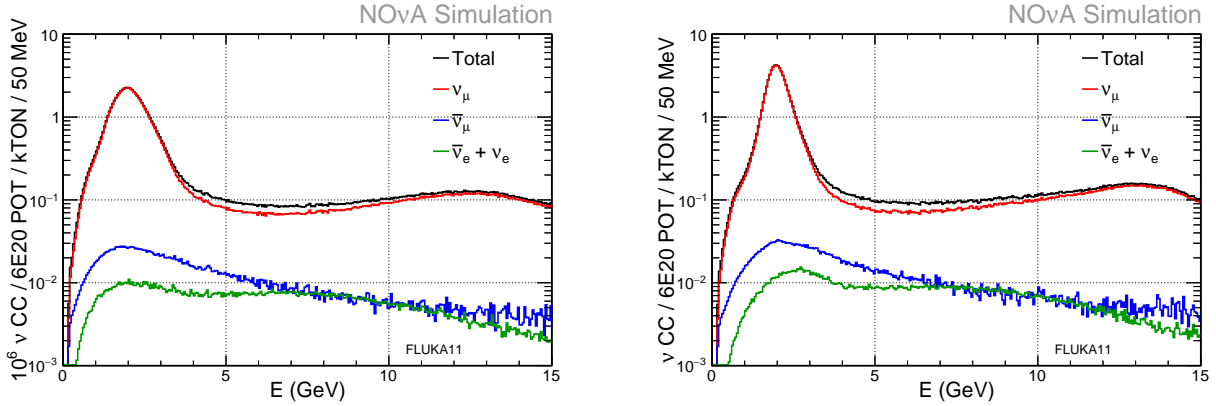 NOνA Simulation
10
1
10⁻¹
10⁻²
10⁻³
10⁶ ν CC / 6E20 POT / kTON / 50 MeV
Total
ν_μ
ν̅_μ
ν̅_e + ν_e
FLUKA11
0 5 10 15
E (GeV)
NOνA Simulation
10
1
10⁻¹
10⁻²
10⁻³
ν CC / 6E20 POT / kTON / 50 MeV
Total
ν_μ
ν̅_μ
ν̅_e + ν_e
FLUKA11
0 5 10 15
E (GeV)